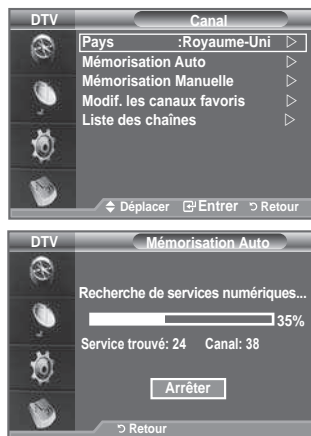 DTV Canal
Pays :Royaume-Uni
Mémorisation Auto
Mémorisation Manuelle
Modif. les canaux favoris
Liste des chaînes
Déplacer Entrer Retour
DTV Mémorisation Auto
Recherche de services numériques...
35%
Service trouvé: 24 Canal: 38
Arrêter
Retour